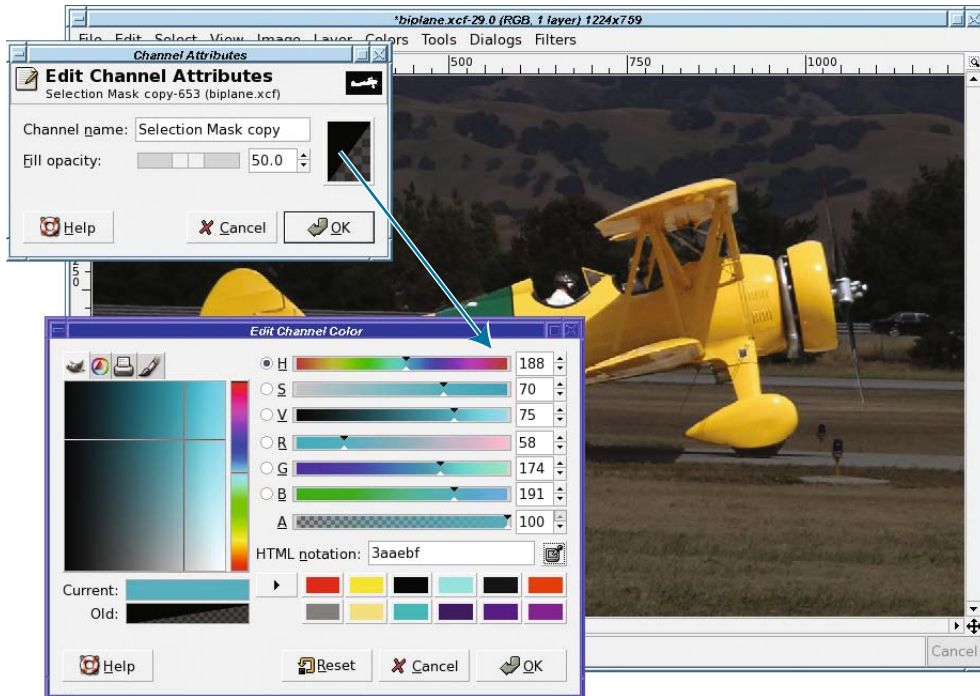 *biplane.xcf-29.0 (RGB, 1 layer) 1224x759
File Edit Select View Image Layer Colors Tools Dialogs Filters
500 750 1000
Channel Attributes
Edit Channel Attributes
Selection Mask copy-653 (biplane.xcf)
Channel name: Selection Mask copy
Fill opacity: 50.0
Help Cancel OK
2
5
0
Edit Channel Color
H 188
S 70
V 75
R 58
G 174
B 191
A 100
HTML notation: 3aaebf
Current:
Old:
Help Reset Cancel OK
Cancel